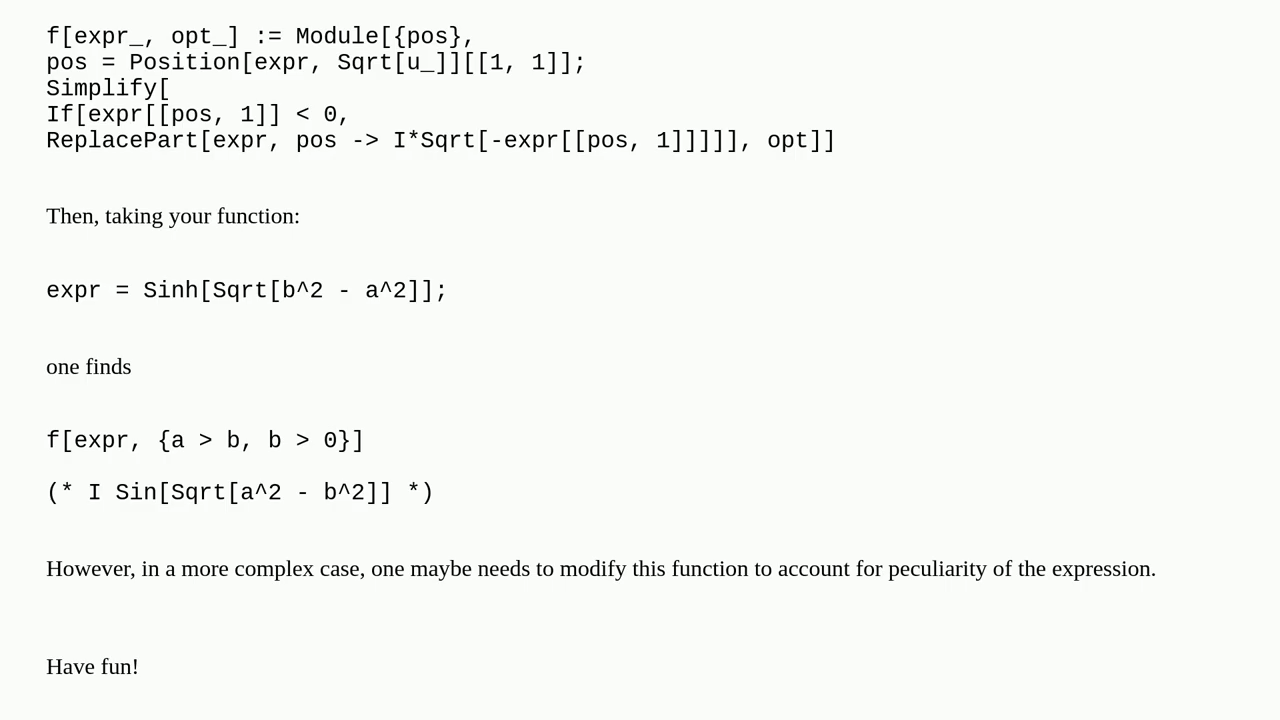 f[expr_, opt_] := Module[{pos},
pos = Position[expr, Sqrt[u_]][[1, 1]];
Simplify[
If[expr[[pos, 1]] < 0,
ReplacePart[expr, pos -> I*Sqrt[-expr[[pos, 1]]]]], opt]]
Then, taking your function:
expr = Sinh[Sqrt[b^2 - a^2]];
one finds
f[expr, {a > b, b > 0}]
(* I Sin[Sqrt[a^2 - b^2]] *)
However, in a more complex case, one maybe needs to modify this function to account for peculiarity of the expression.
Have fun!